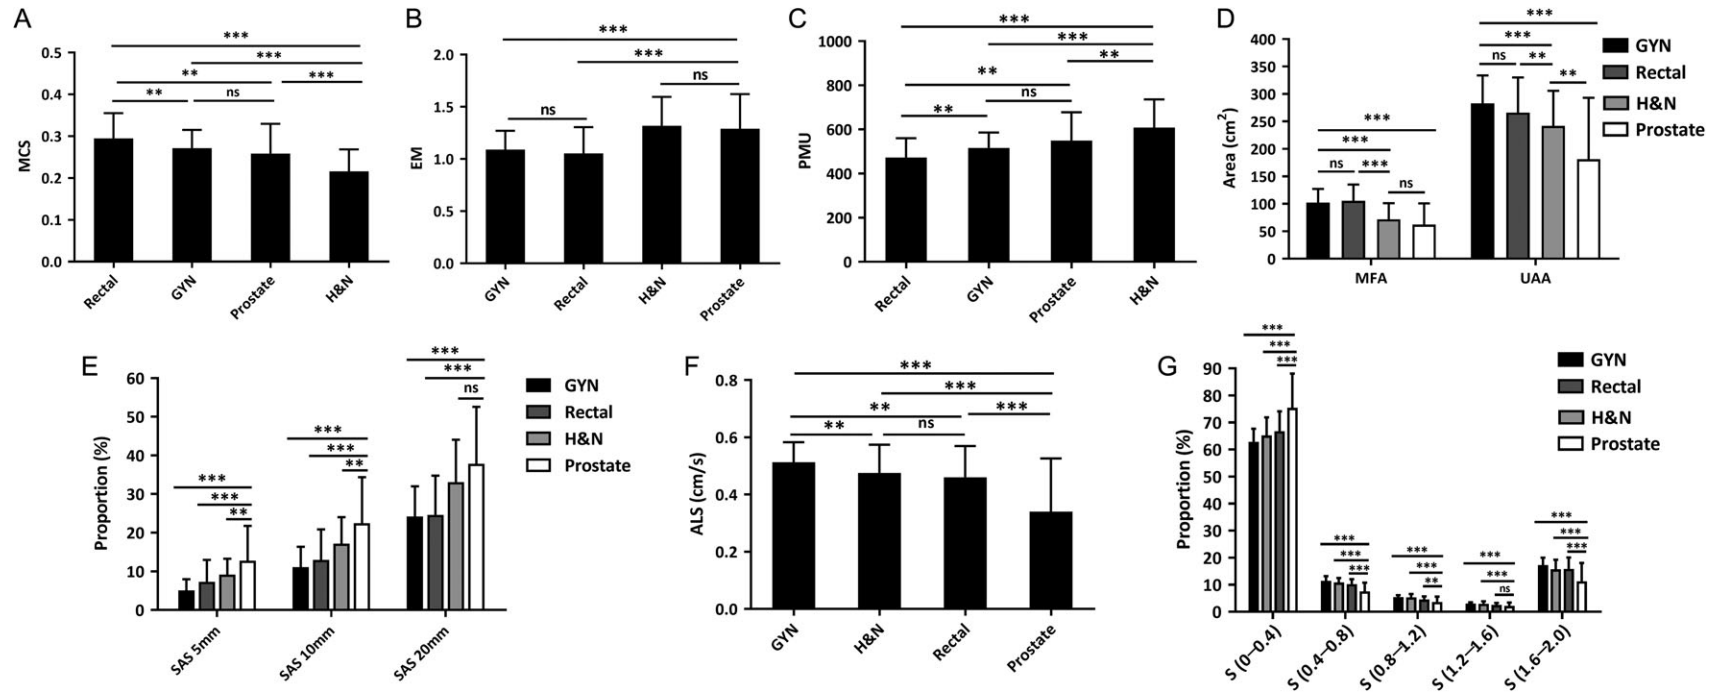 A
MCS
0.5
0.4
0.3
0.2
0.1
0.0
***
***
** ***
** ns
Rectal GYN Prostate H&N
B
EM
2.0
1.5
1.0
0.5
0.0
***
***
ns
ns
GYN Rectal H&N Prostate
C
PMU
1000
800
600
400
200
0
***
***
**
**
ns
**
Rectal GYN Prostate H&N
D
Area (cm²)
400
350
300
250
200
150
100
50
0
***
***
ns ***
ns
***
***
ns **
**
MFA UAA
GYN
Rectal
H&N
Prostate
E
Proportion (%)
60
50
40
30
20
10
0
***
***
**
***
***
**
***
***
ns
SAS 5mm SAS 10mm SAS 20mm
GYN
Rectal
H&N
Prostate
F
ALS (cm/s)
0.8
0.6
0.4
0.2
0.0
***
***
** ***
** ns
GYN H&N Rectal Prostate
G
Proportion (%)
90
80
70
60
50
40
30
20
10
0
***
***
***
***
***
***
***
***
**
***
***
ns
***
***
***
S (0–0.4) S (0.4–0.8) S (0.8–1.2) S (1.2–1.6) S (1.6–2.0)
GYN
Rectal
H&N
Prostate